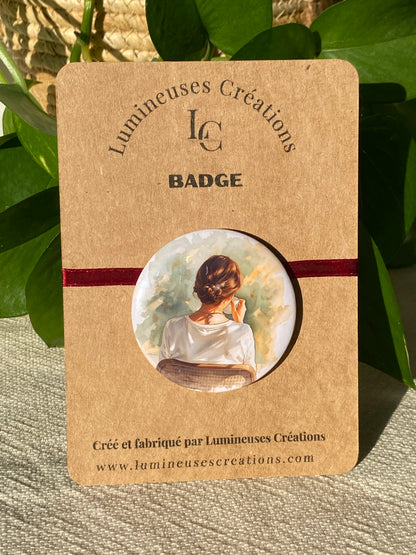 Lumineuses Créations
LC
BADGE
Créé et fabriqué par Lumineuses Créations
www.lumineusescreations.com